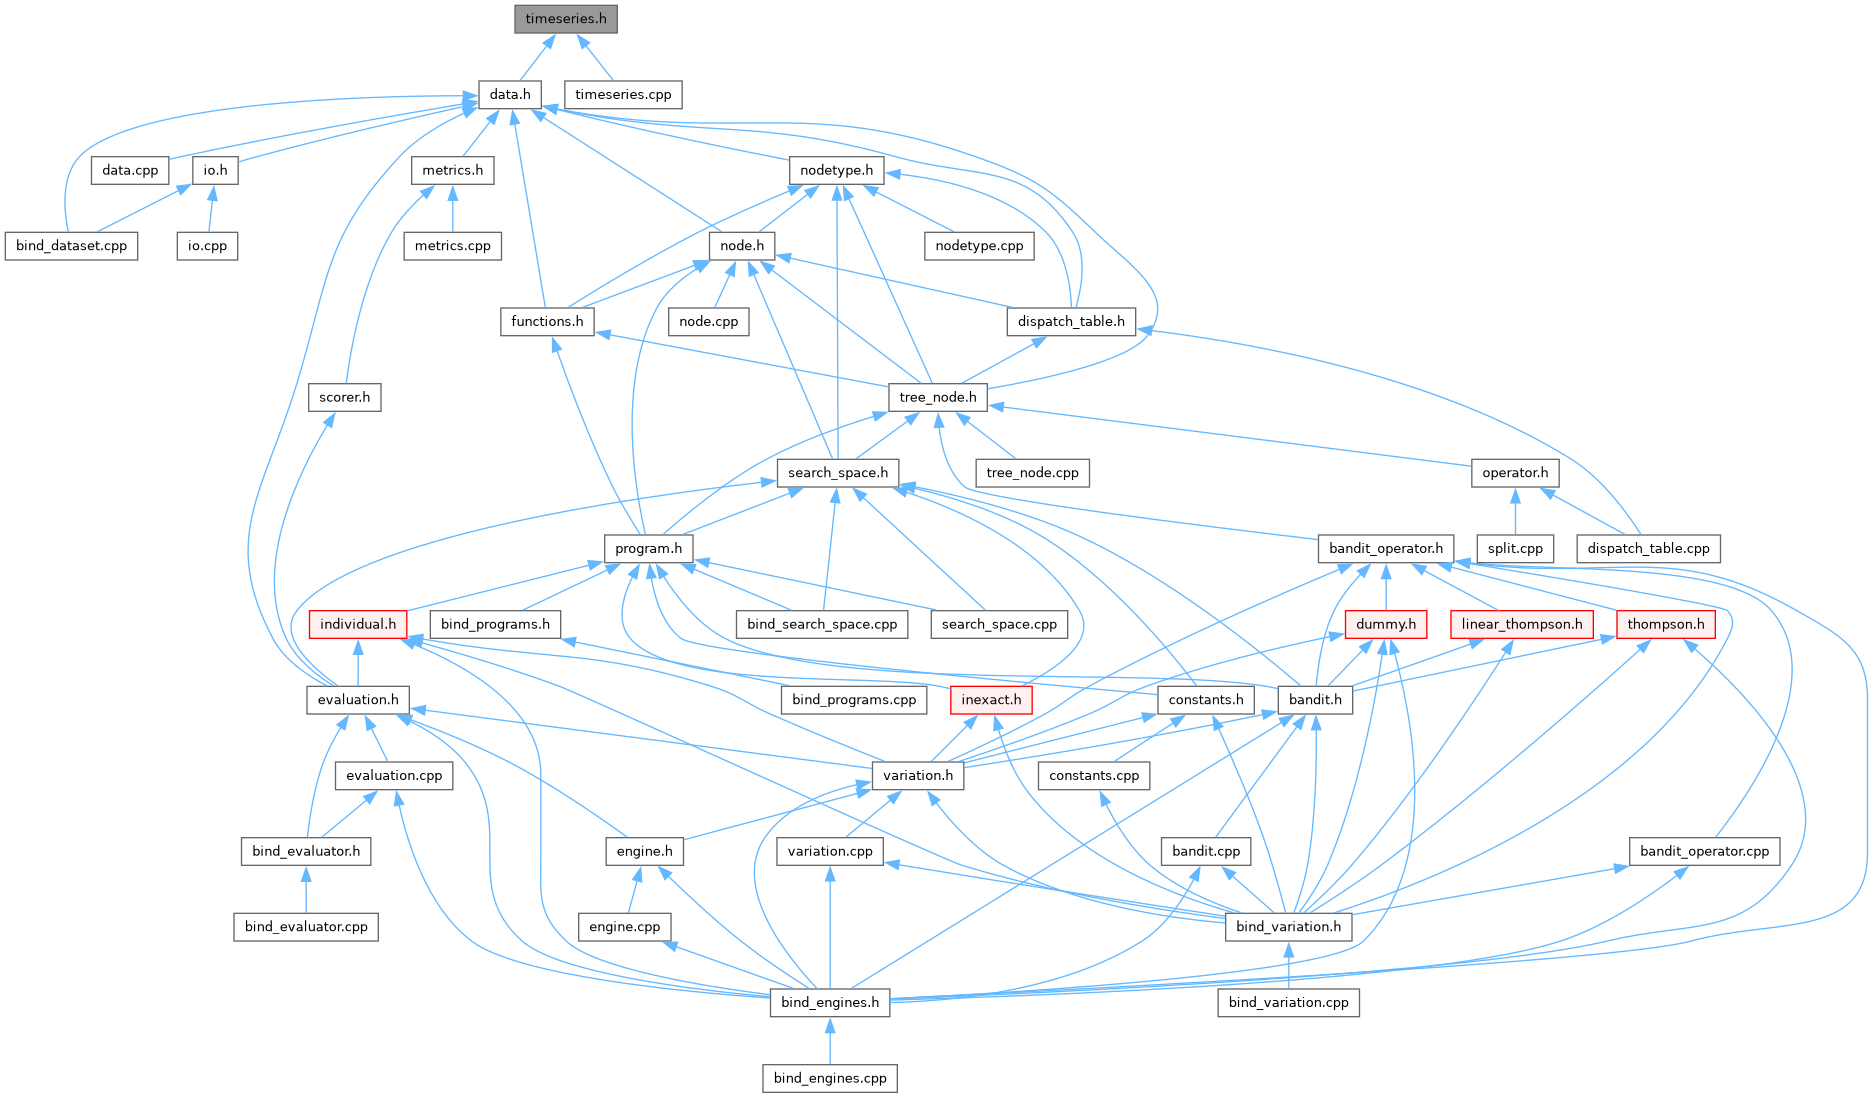 timeseries.h
data.h
timeseries.cpp
data.cpp
io.h
metrics.h
nodetype.h
bind_dataset.cpp
io.cpp
metrics.cpp
node.h
nodetype.cpp
functions.h
node.cpp
dispatch_table.h
scorer.h
tree_node.h
search_space.h
tree_node.cpp
operator.h
program.h
bandit_operator.h
split.cpp
dispatch_table.cpp
individual.h
bind_programs.h
bind_search_space.cpp
search_space.cpp
dummy.h
linear_thompson.h
thompson.h
evaluation.h
bind_programs.cpp
inexact.h
constants.h
bandit.h
evaluation.cpp
variation.h
constants.cpp
bind_evaluator.h
engine.h
variation.cpp
bandit.cpp
bandit_operator.cpp
bind_evaluator.cpp
engine.cpp
bind_variation.h
bind_engines.h
bind_variation.cpp
bind_engines.cpp